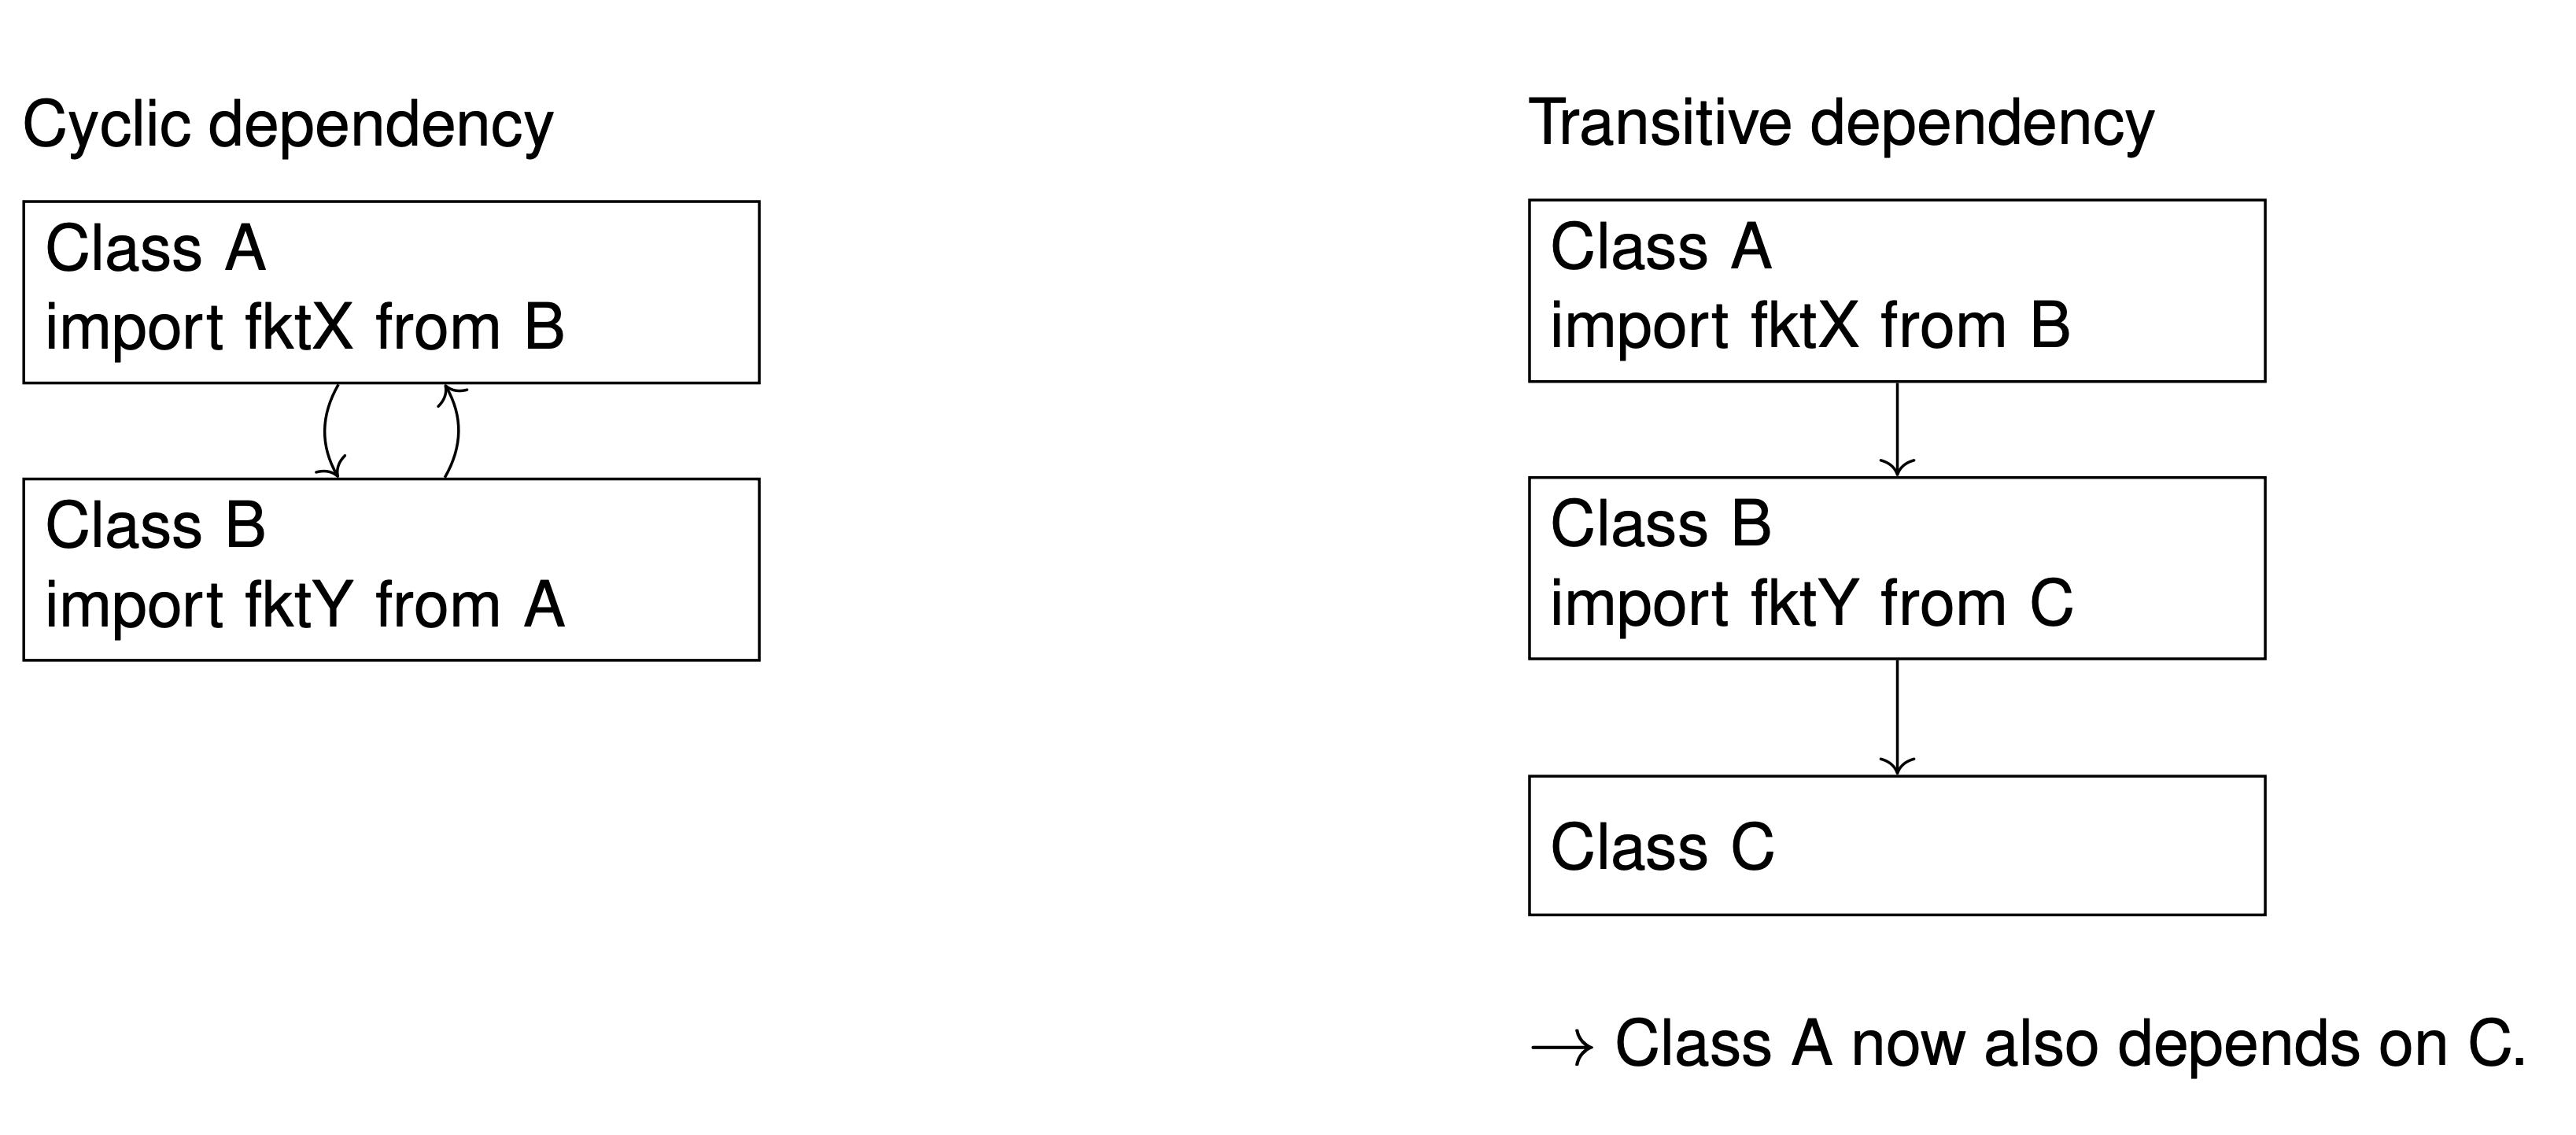 Cyclic dependency
Class A
import fktX from B
Class B
import fktY from A
Transitive dependency
Class A
import fktX from B
Class B
import fktY from C
Class C
→ Class A now also depends on C.